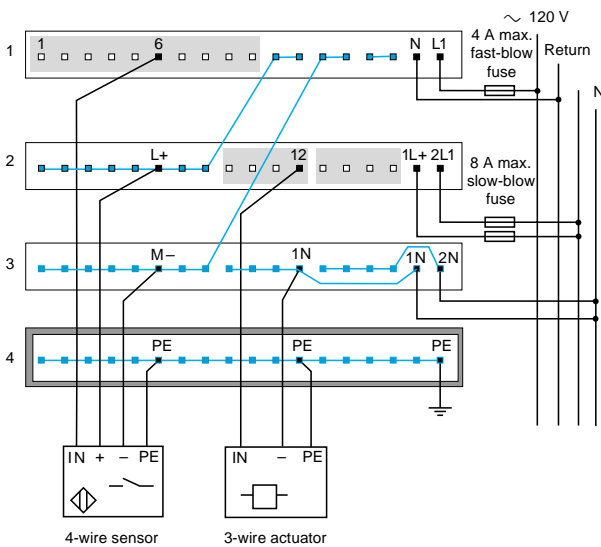 ∼ 120 V
4 A max.
fast-blow
fuse
Return
N
1
1
6
N
L1
2
L+
12
1L+
2L1
8 A max.
slow-blow
fuse
3
M–
1N
1N
2N
4
PE
PE
PE
IN + – PE
IN – PE
4-wire sensor
3-wire actuator